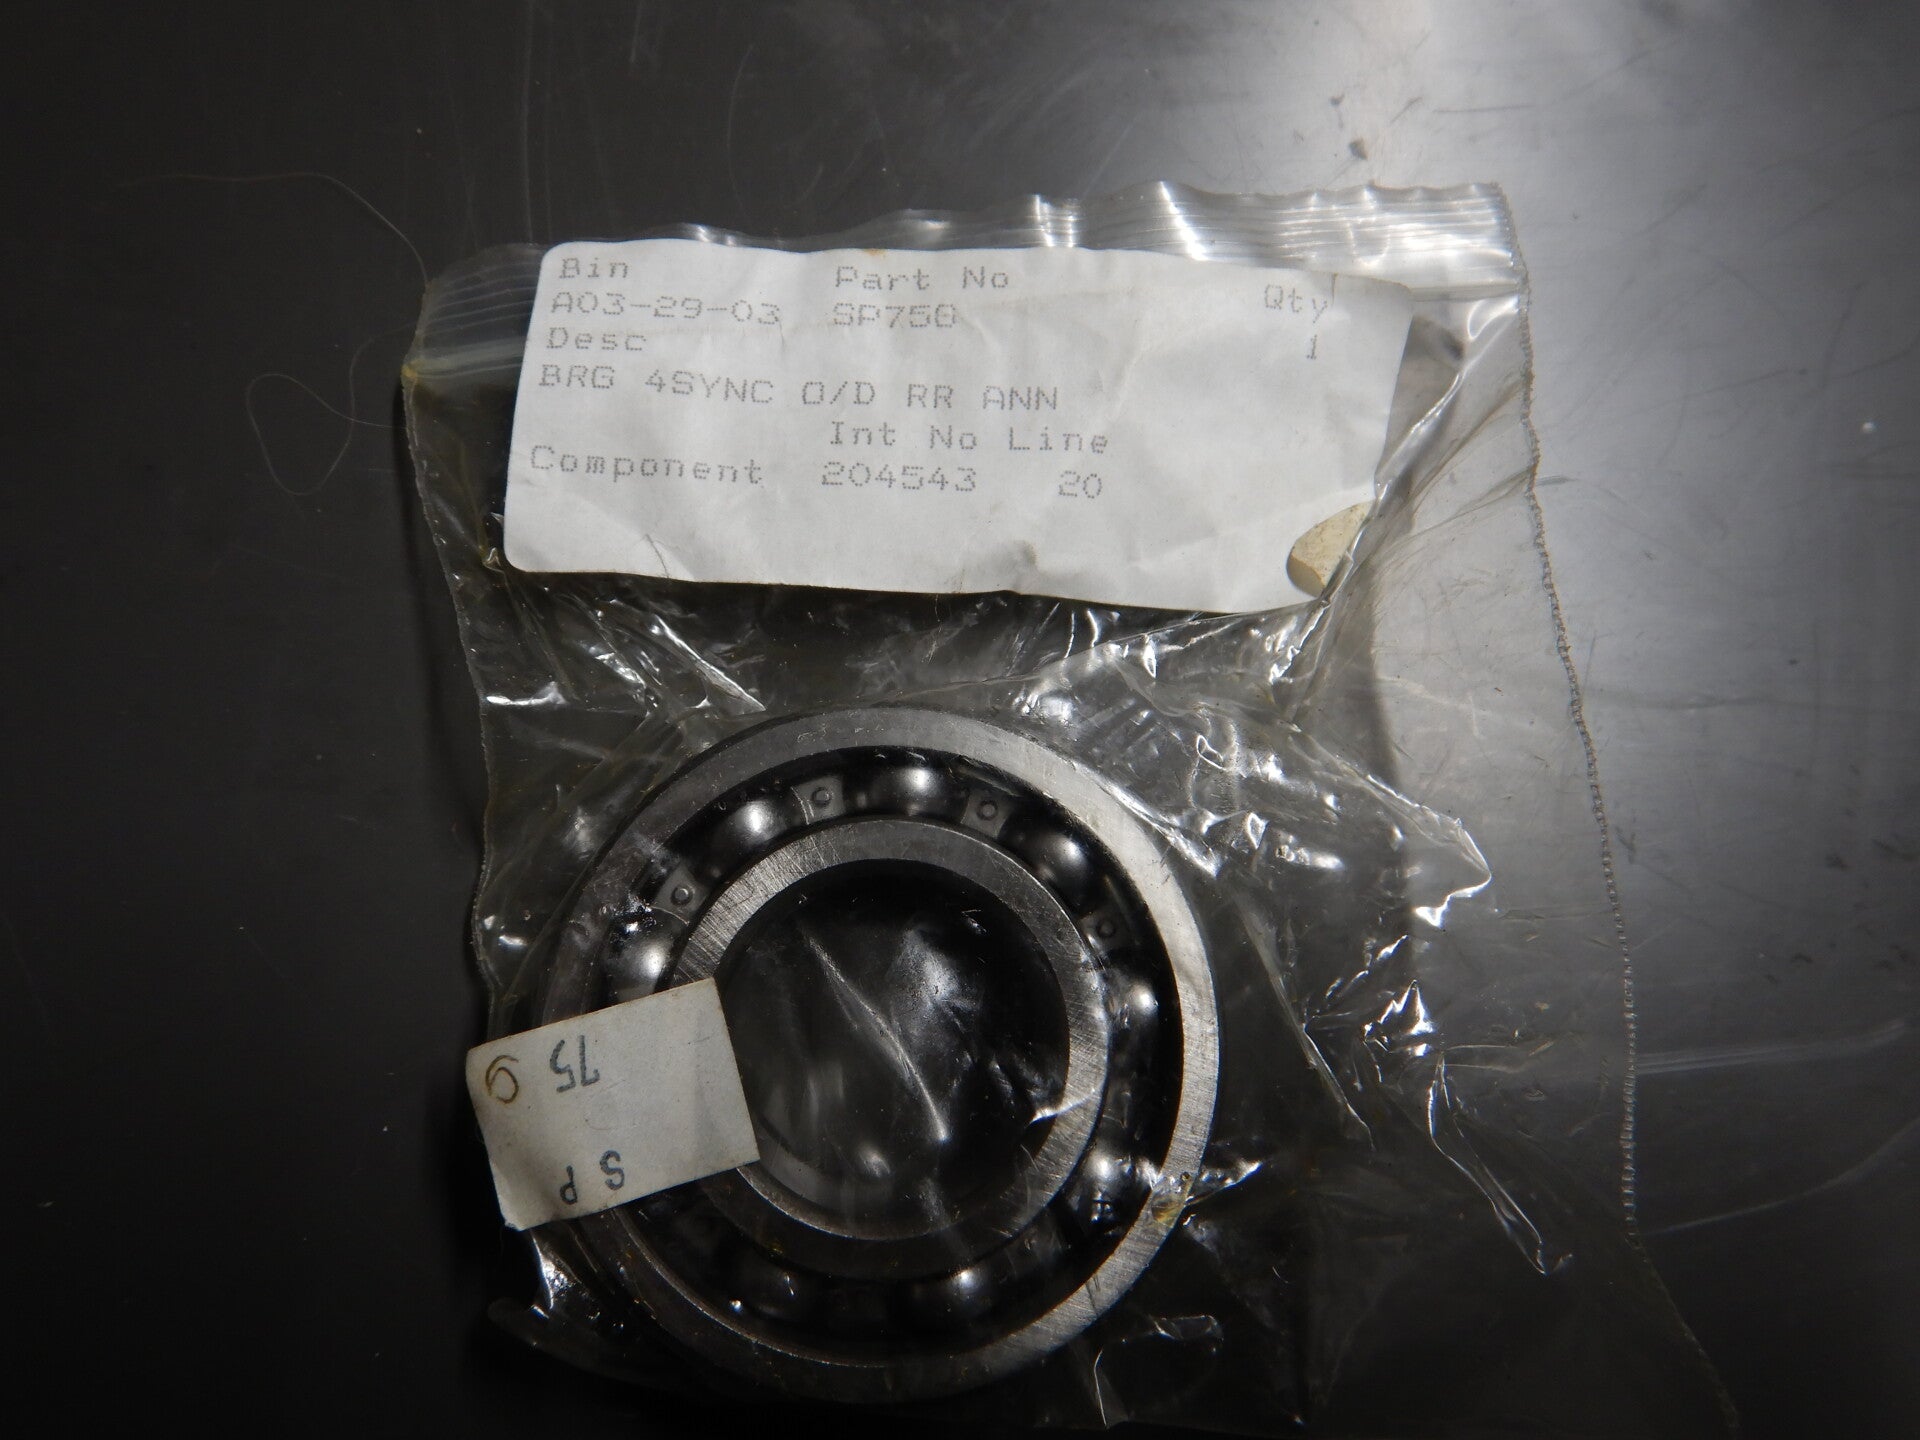 Bin Part No Qty
A03-29-03 SP75G 1
Desc
BRG 4SYNC O/D RR ANN
Int No Line
Component 204543 20
SP
75 G